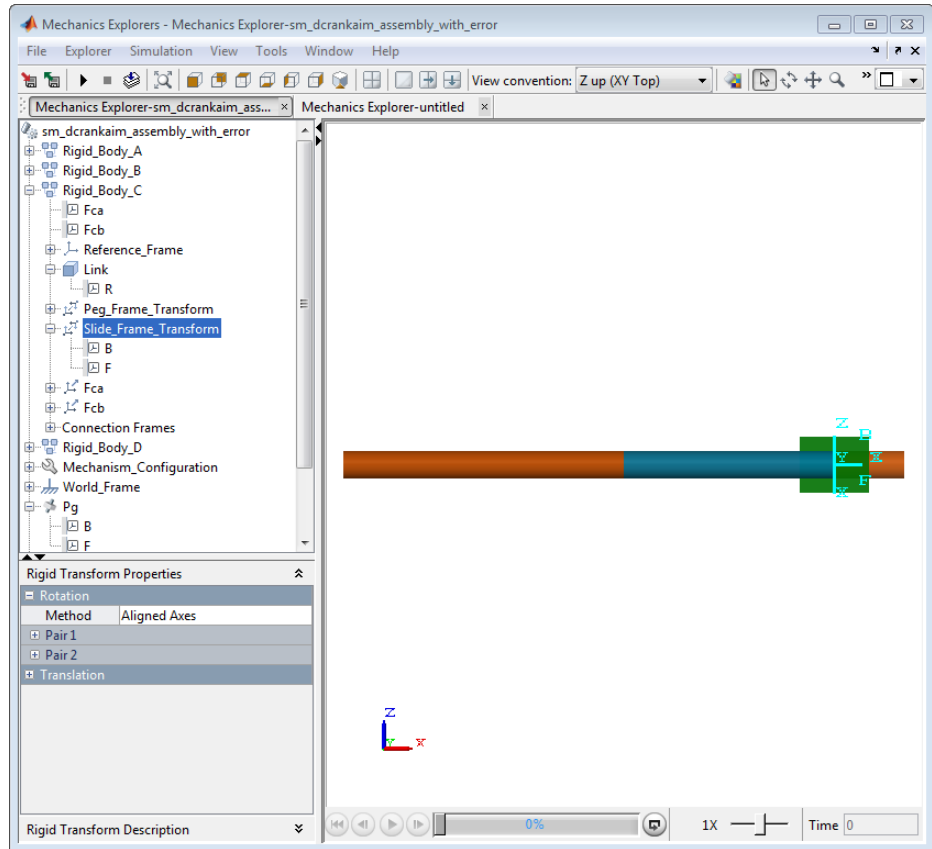 Mechanics Explorers - Mechanics Explorer-sm_dcrankaim_assembly_with_error
File Explorer Simulation View Tools Window Help
View convention: Z up (XY Top)
Mechanics Explorer-sm_dcrankaim_ass... Mechanics Explorer-untitled
sm_dcrankaim_assembly_with_error
Rigid_Body_A
Rigid_Body_B
Rigid_Body_C
Fca
Fcb
Reference_Frame
Link
R
Peg_Frame_Transform
Slide_Frame_Transform
B
F
Fca
Fcb
Connection Frames
Rigid_Body_D
Mechanism_Configuration
World_Frame
Pg
B
F
Rigid Transform Properties
Rotation
Method Aligned Axes
Pair 1
Pair 2
Translation
Rigid Transform Description
Z
B
Y X
F
X
Z
Y X
0% 1X Time 0